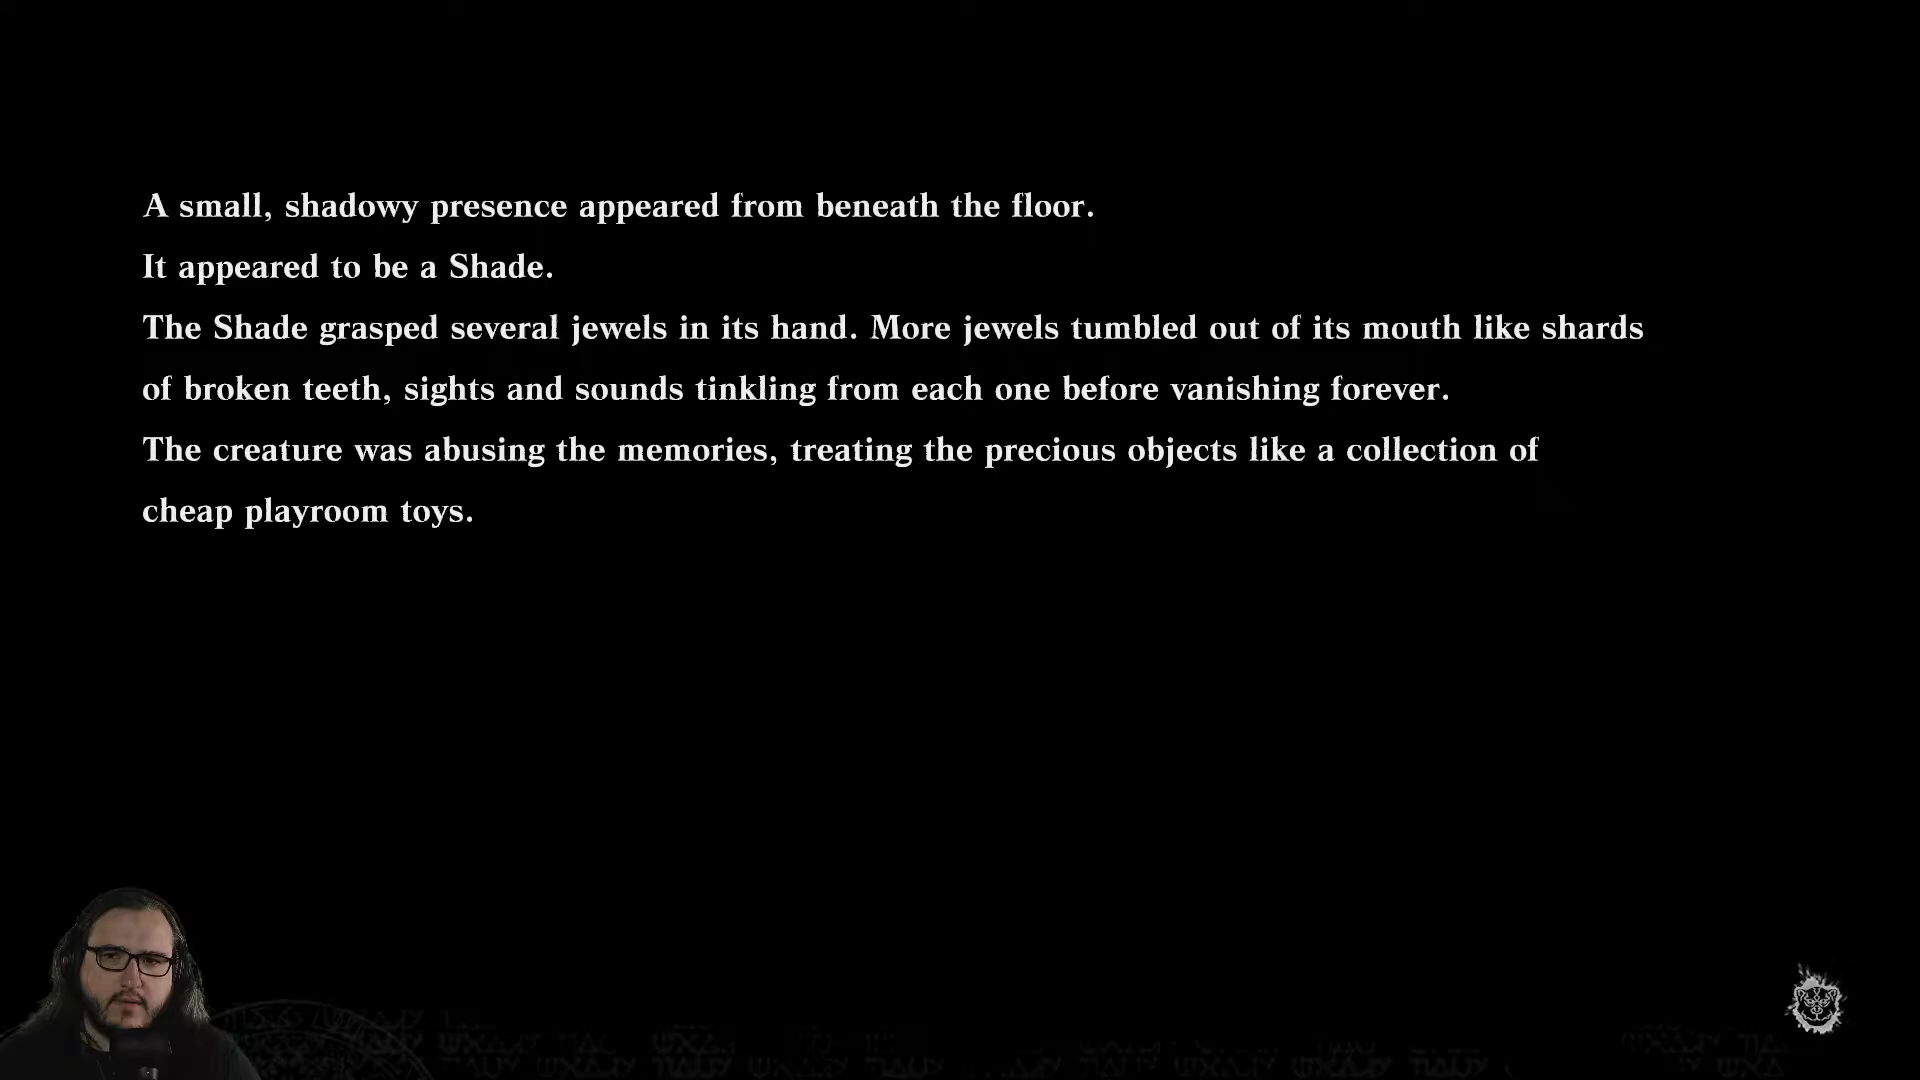 A small, shadowy presence appeared from beneath the floor.
It appeared to be a Shade.
The Shade grasped several jewels in its hand. More jewels tumbled out of its mouth like shards
of broken teeth, sights and sounds tinkling from each one before vanishing forever.
The creature was abusing the memories, treating the precious objects like a collection of
cheap playroom toys.